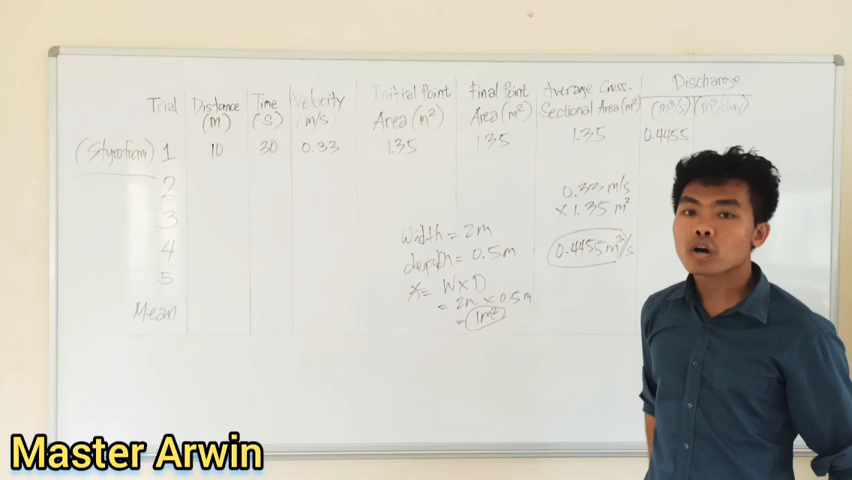 Trial Distance (m) Time (s) Velocity m/s Initial Point Area (m²) Final Point Area (m²) Average Cross-Sectional Area (m²) Discharge (m³/s) (m³/day)
(Styrofoam) 1 10 30 0.33 1.35 1.35 1.35 0.4455
2
3
4
5
Mean
Width = 2m
depth = 0.5m
A = W x D
= 2m x 0.5m
= 1m²
0.33 m/s
x 1.35 m²
0.4455 m³/s
Master Arwin